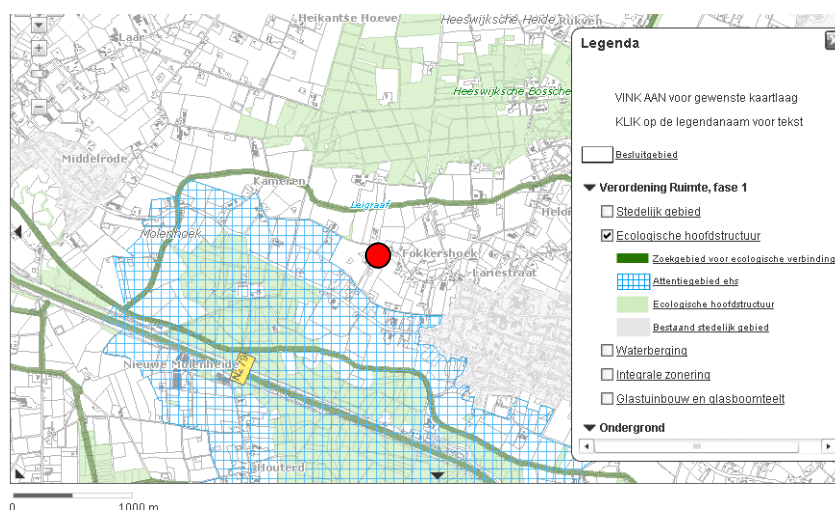 Heikantse Hoeve
Heeswijksche Heide
Rukven
Laar
Heeswijksche Bossche
Middelrode
Kameren
Leigraaf
Molenhoek
Fokkershoek
Lariestraat
Nieuwe Molenheide
Houterd
0
1000 m
Legenda
VINK AAN voor gewenste kaartlaag
KLIK op de legendanaam voor tekst
Besluitgebied
Verordening Ruimte, fase 1
Stedelijk gebied
Ecologische hoofdstructuur
Zoekgebied voor ecologische verbinding
Attentiegebied ehs
Ecologische hoofdstructuur
Bestaand stedelijk gebied
Waterberging
Integrale zonering
Glastuinbouw en glasboomteelt
Ondergrond